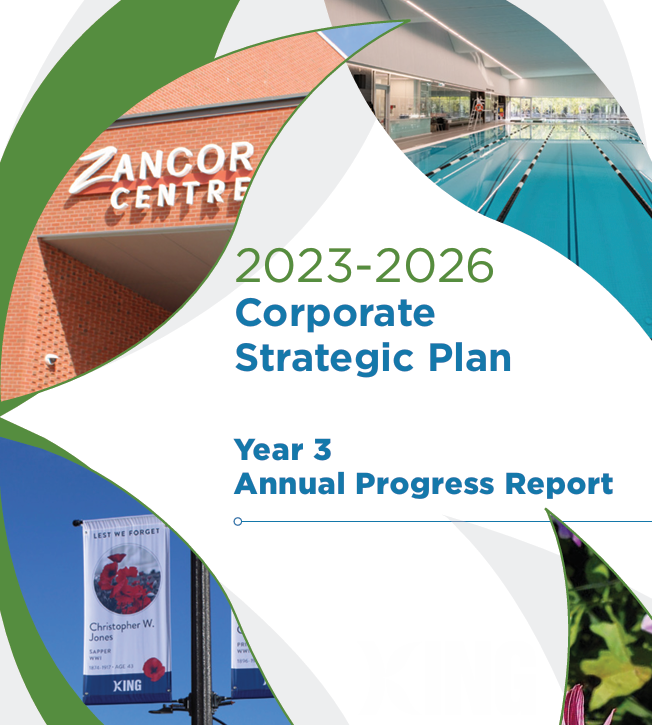 ZANCOR
CENTRE
2023-2026
Corporate
Strategic Plan
Year 3
Annual Progress Report
LEST WE FORGET
Christopher W.
Jones
SAPPER
WWI
KING